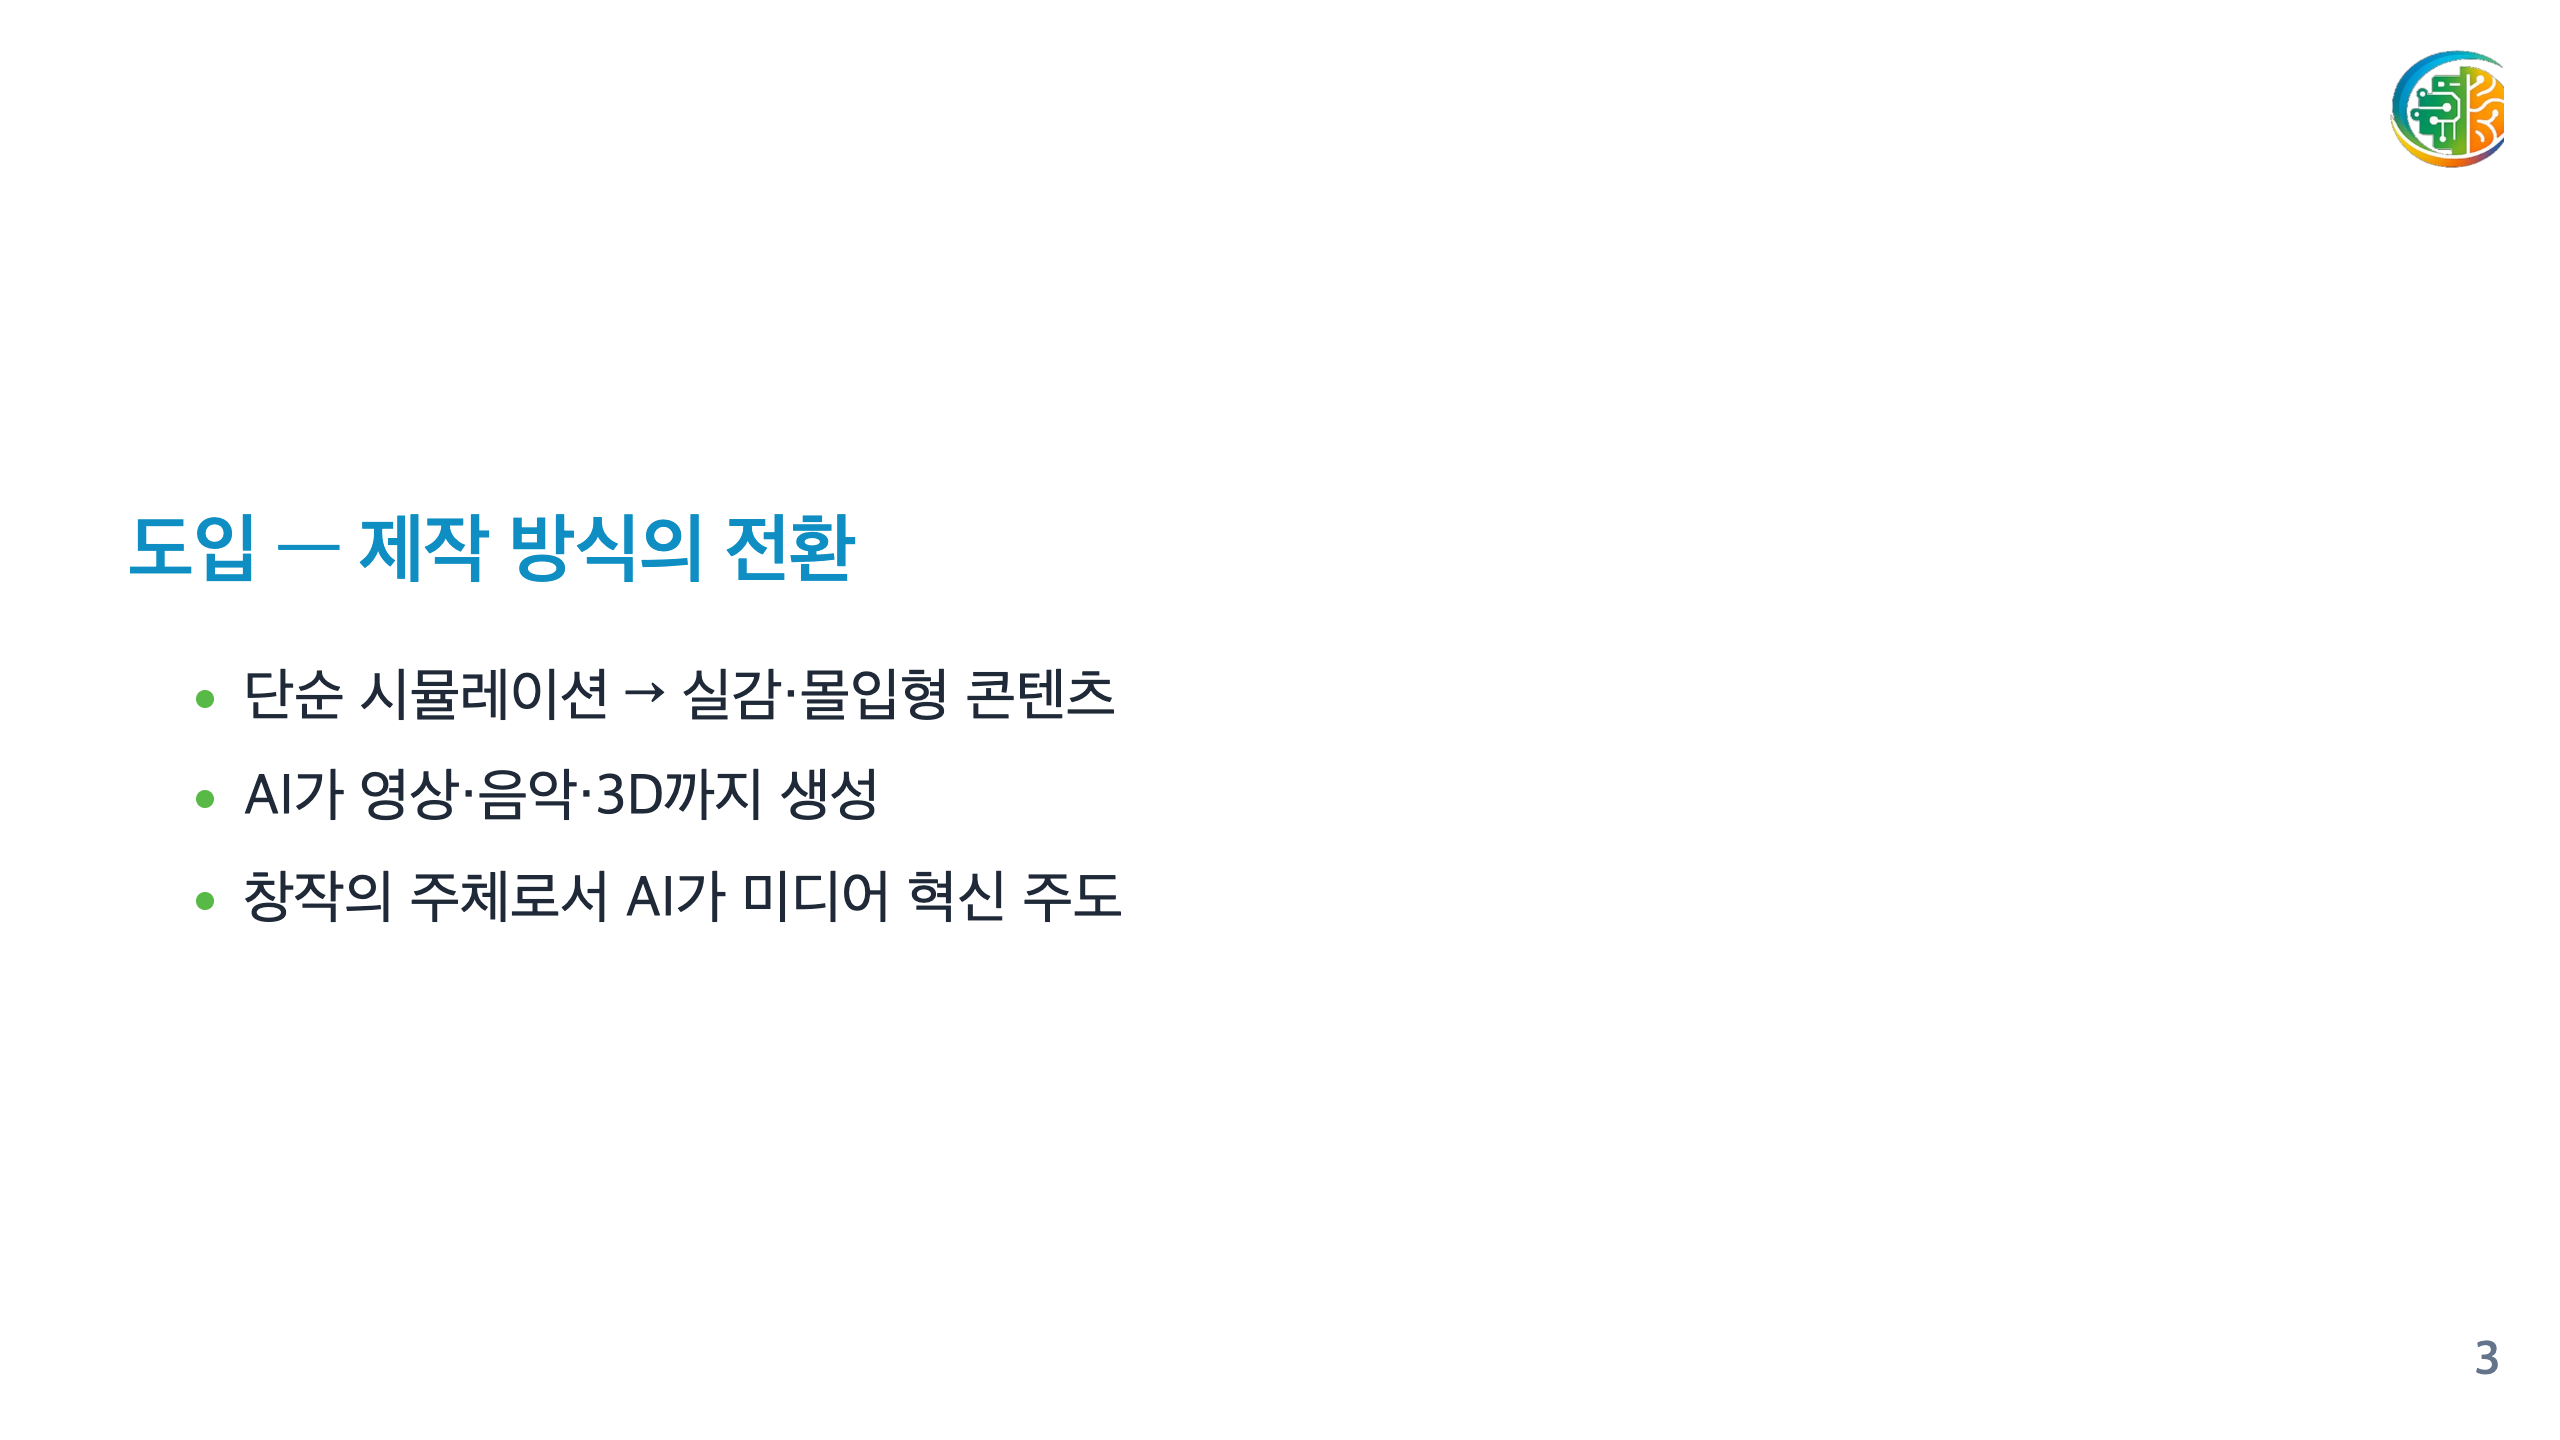 도입 — 제작 방식의 전환
• 단순 시뮬레이션 → 실감·몰입형 콘텐츠
• AI가 영상·음악·3D까지 생성
• 창작의 주체로서 AI가 미디어 혁신 주도
3